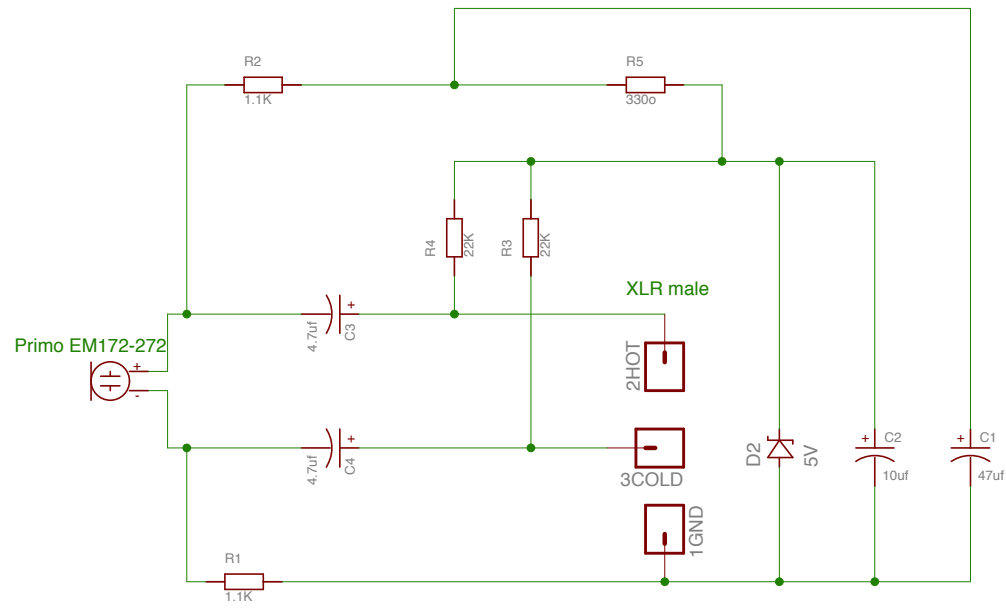 R2
1.1K
R5
330o
R4
22K
R3
22K
XLR male
+
4.7uf
C3
2HOT
Primo EM172-272
+
-
+
4.7uf
C4
3COLD
D2
5V
+
C2
10uf
+
C1
47uf
1GND
R1
1.1K